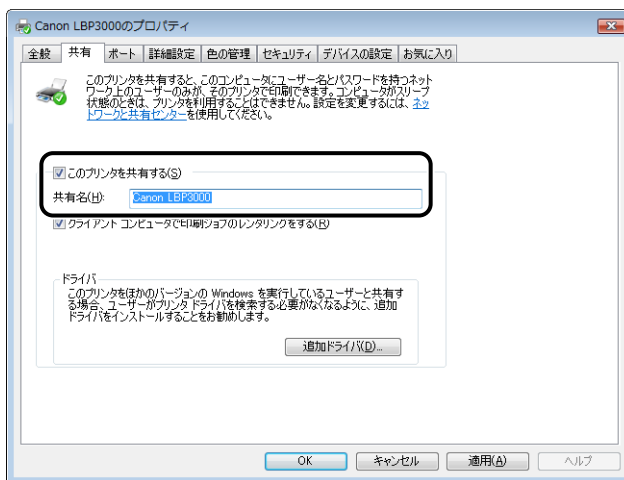 Canon LBP3000のプロパティ
全般 共有 ポート 詳細設定 色の管理 セキュリティ デバイスの設定 お気に入り
このプリンタを共有すると、このコンピュータにユーザー名とパスワードを持つネット
ワーク上のユーザーのみが、そのプリンタで印刷できます。コンピュータがスリープ
状態のときは、プリンタを利用することはできません。設定を変更するには、ネッ
トワークと共有センターを使用してください。
このプリンタを共有する(S)
共有名(H): Canon LBP3000
クライアント コンピュータで印刷ジョブのレンダリングをする(R)
ドライバ
このプリンタをほかのバージョンの Windows を実行しているユーザーと共有す
る場合、ユーザーがプリンタ ドライバを検索する必要がなくなるように、追加
ドライバをインストールすることをお勧めします。
追加ドライバ(D)...
OK キャンセル 適用(A) ヘルプ